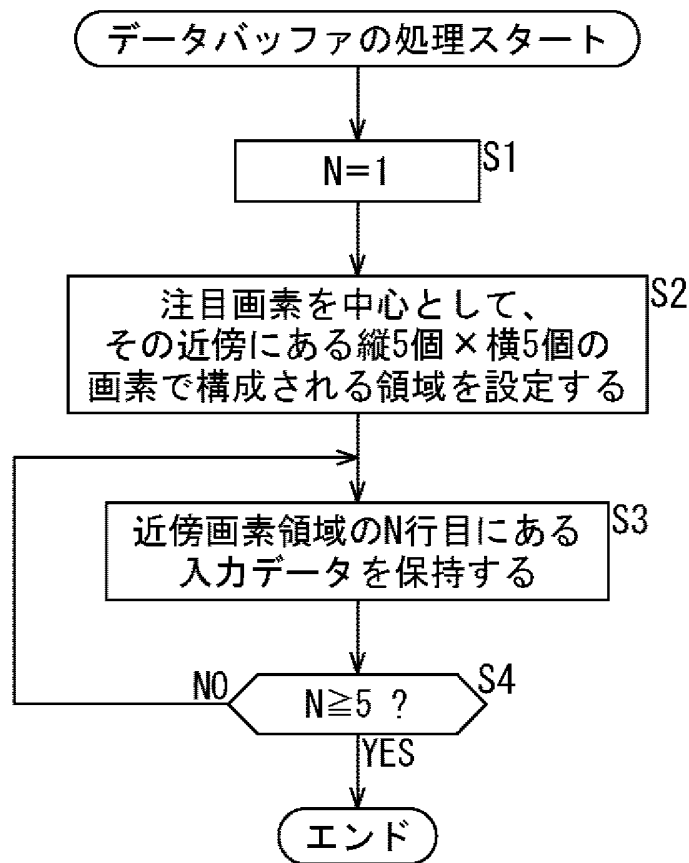 データバッファの処理スタート
N=1
S1
注目画素を中心として、
その近傍にある縦5個×横5個の
画素で構成される領域を設定する
S2
近傍画素領域のN行目にある
入力データを保持する
S3
NO
N≧5 ?
S4
YES
エンド